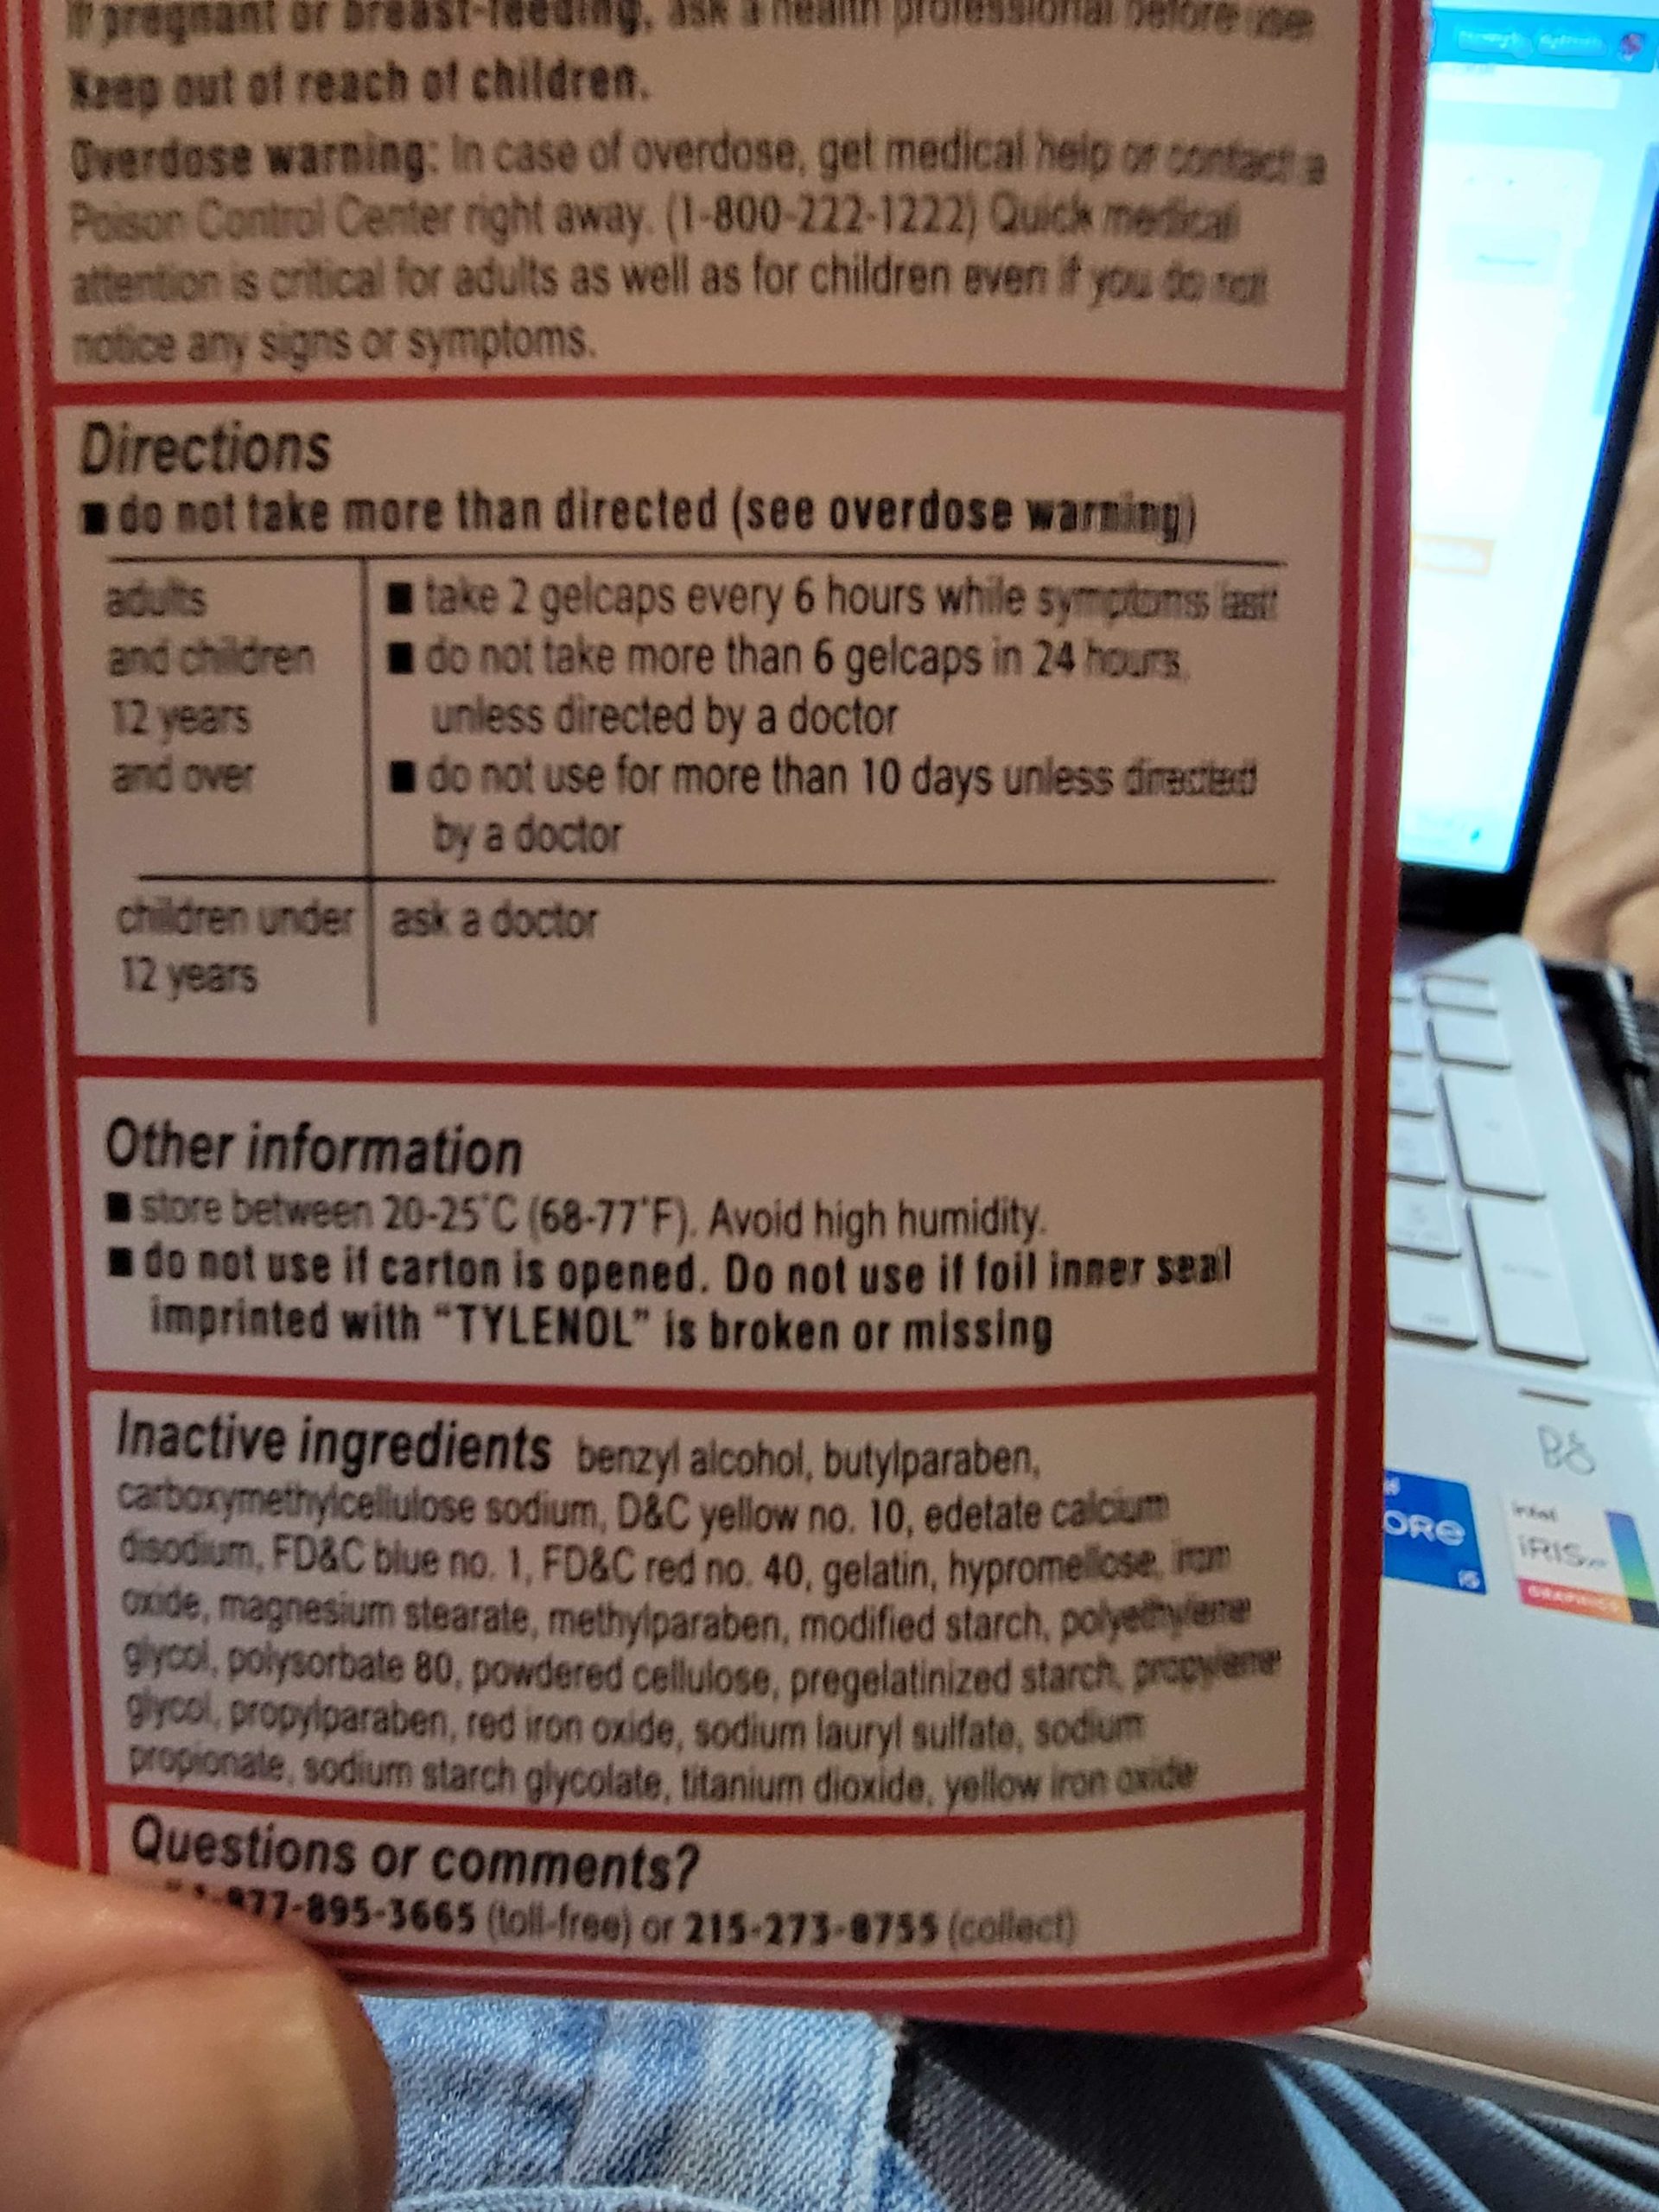 If pregnant or breast-feeding, ask a health professional before use.
Keep out of reach of children.
Overdose warning: In case of overdose, get medical help or contact a
Poison Control Center right away. (1-800-222-1222) Quick medical
attention is critical for adults as well as for children even if you do not
notice any signs or symptoms.
Directions
■ do not take more than directed (see overdose warning)
adults
and children
12 years
and over
■ take 2 gelcaps every 6 hours while symptoms last
■ do not take more than 6 gelcaps in 24 hours,
unless directed by a doctor
■ do not use for more than 10 days unless directed
by a doctor
children under
12 years
ask a doctor
Other information
■ store between 20-25°C (68-77°F). Avoid high humidity.
■ do not use if carton is opened. Do not use if foil inner seal
imprinted with "TYLENOL" is broken or missing
Inactive ingredients benzyl alcohol, butylparaben,
carboxymethylcellulose sodium, D&C yellow no. 10, edetate calcium
disodium, FD&C blue no. 1, FD&C red no. 40, gelatin, hypromellose, iron
oxide, magnesium stearate, methylparaben, modified starch, polyethylene
glycol, polysorbate 80, powdered cellulose, pregelatinized starch, propylene
glycol, propylparaben, red iron oxide, sodium lauryl sulfate, sodium
propionate, sodium starch glycolate, titanium dioxide, yellow iron oxide
Questions or comments?
1-877-895-3665 (toll-free) or 215-273-8755 (collect)
ORe
i5
intel
iRIS
GRAPHICS